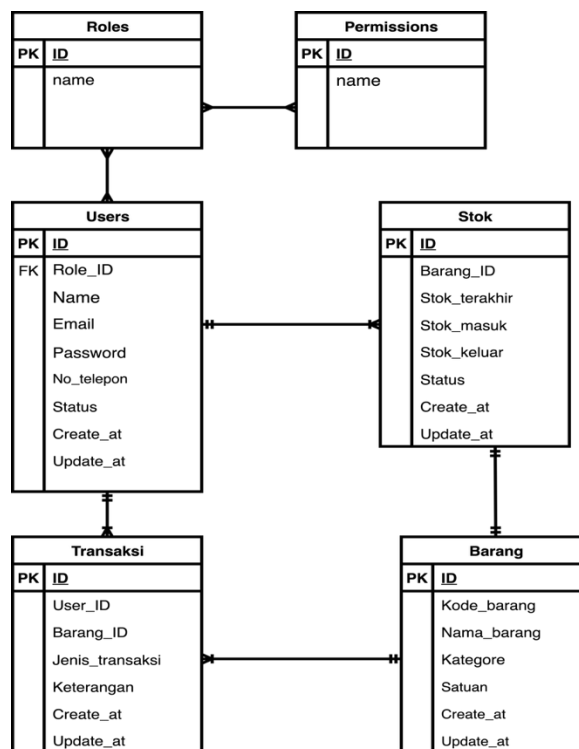 Roles
PK ID
name
Permissions
PK ID
name
Users
PK ID
FK Role_ID
Name
Email
Password
No_telepon
Status
Create_at
Update_at
Stok
PK ID
Barang_ID
Stok_terakhir
Stok_masuk
Stok_keluar
Status
Create_at
Update_at
Transaksi
PK ID
User_ID
Barang_ID
Jenis_transaksi
Keterangan
Create_at
Update_at
Barang
PK ID
Kode_barang
Nama_barang
Kategore
Satuan
Create_at
Update_at